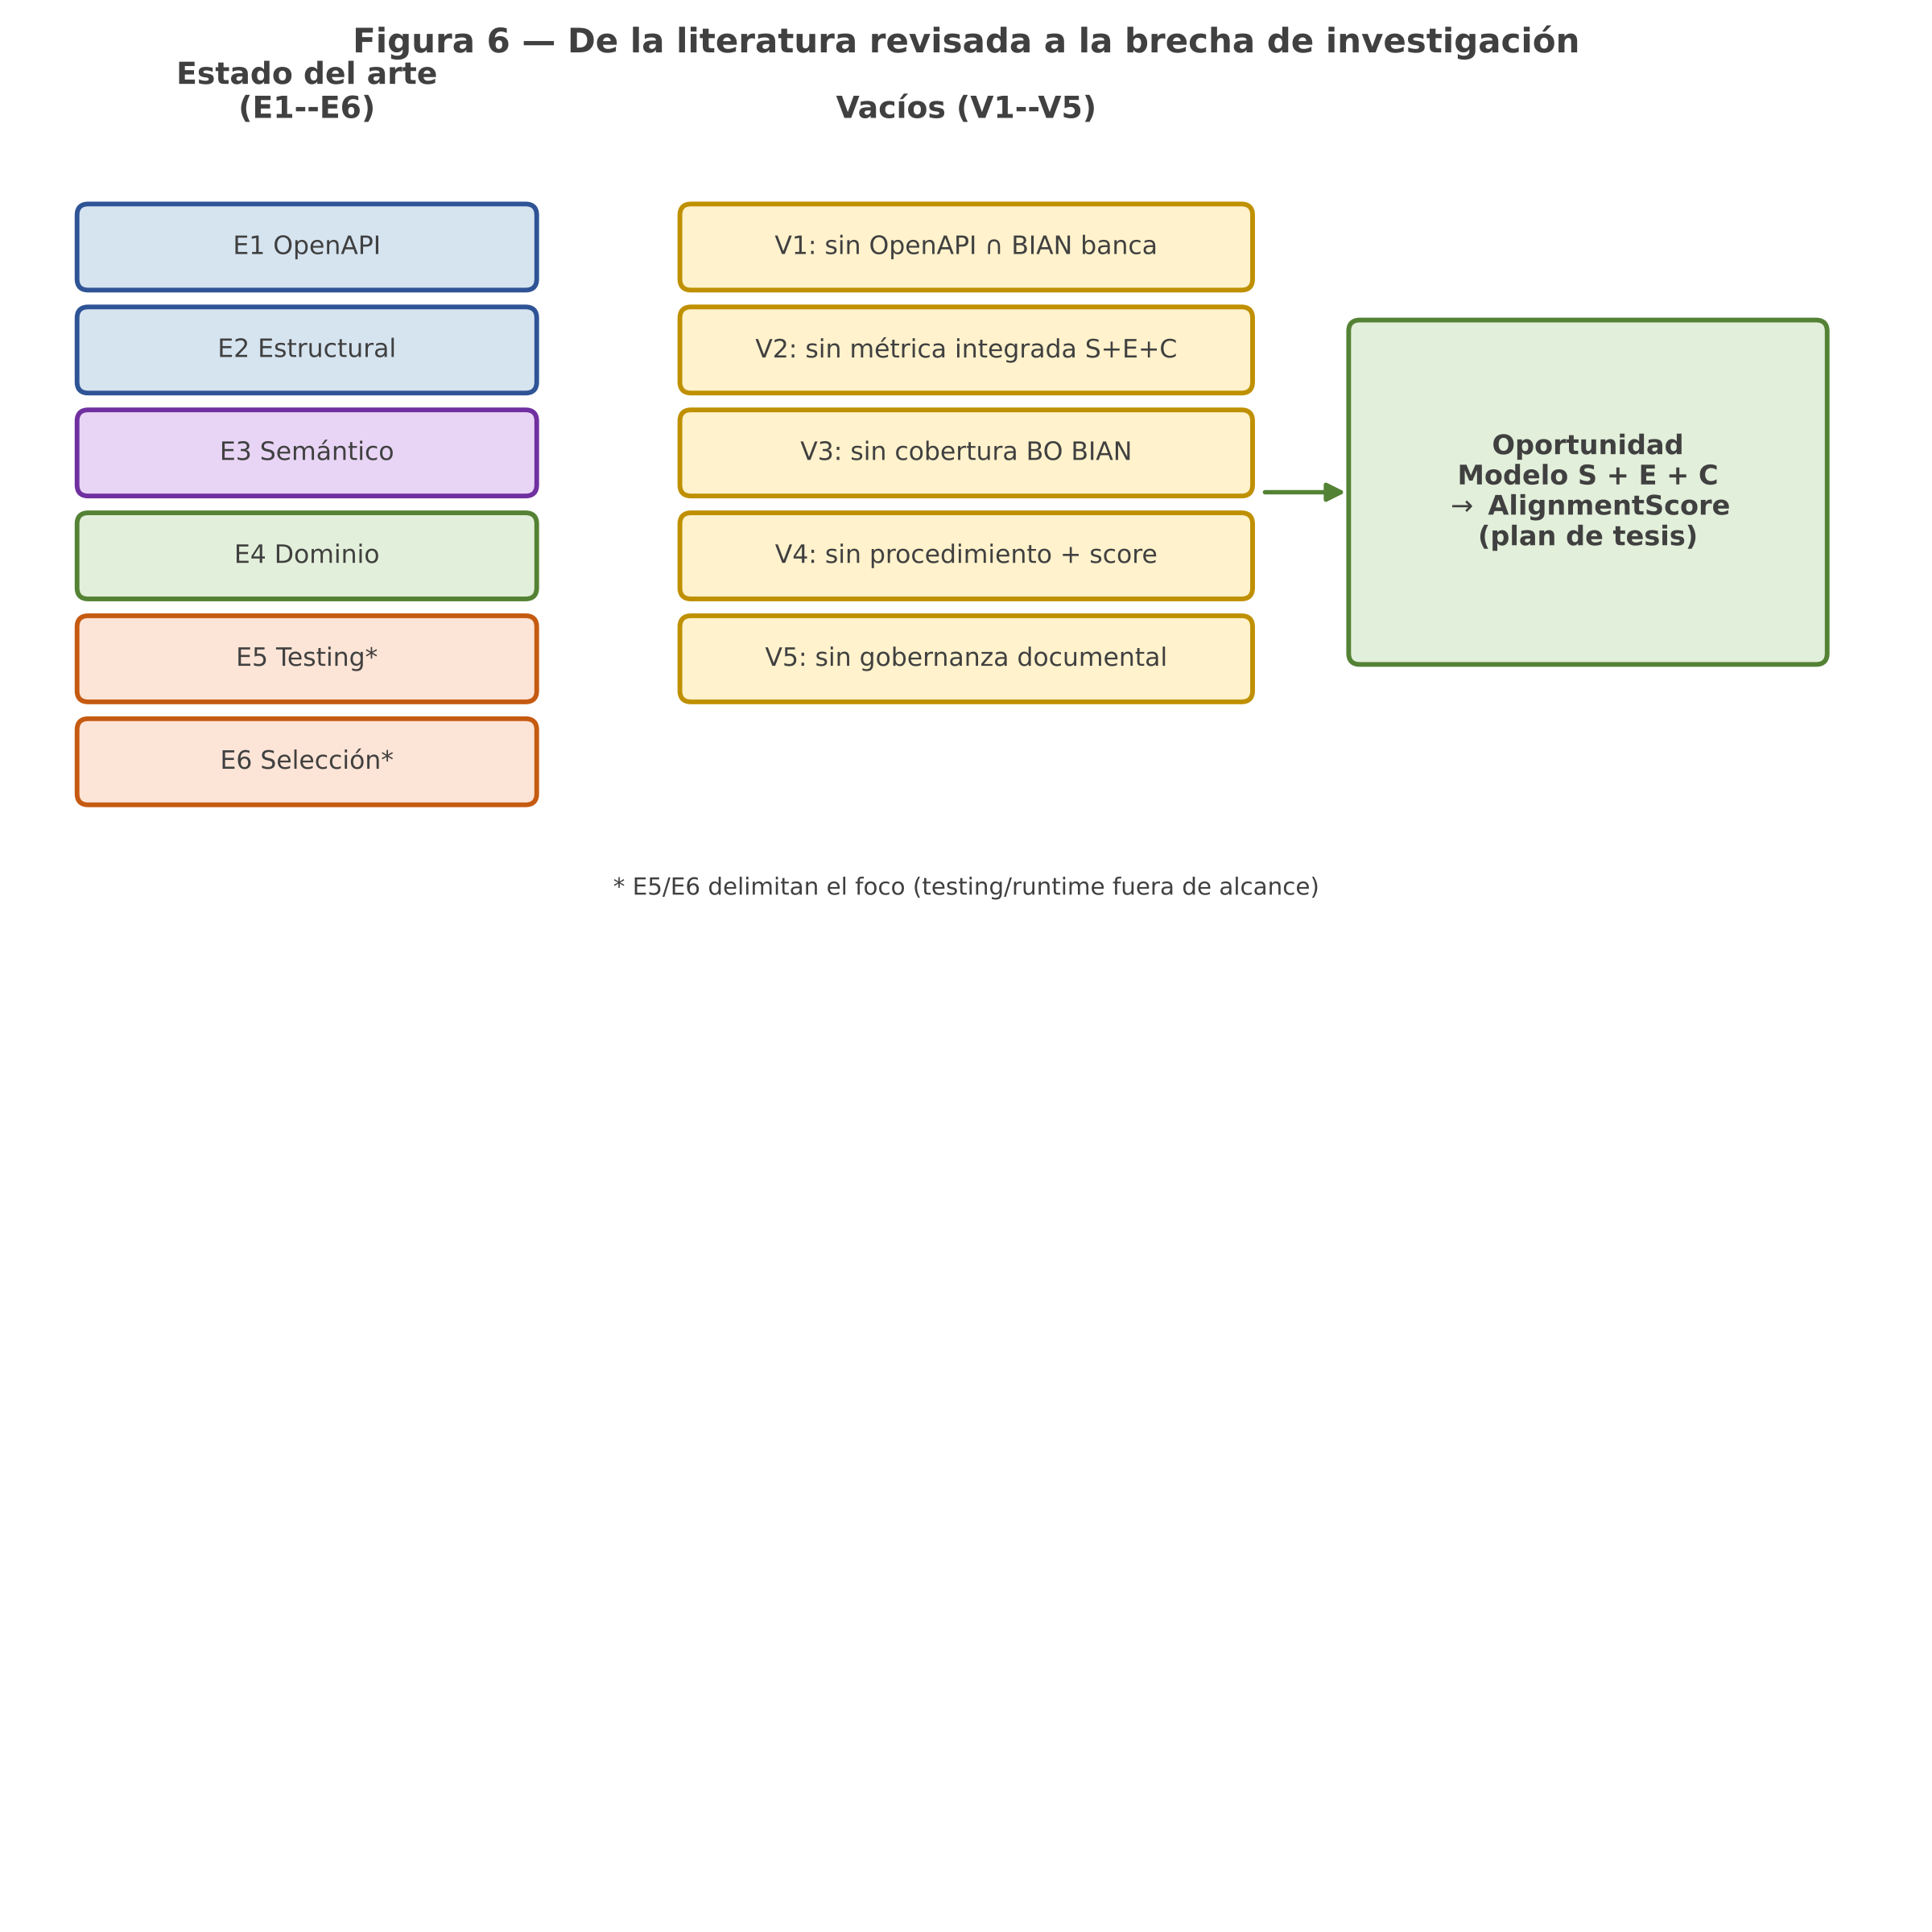 Figura 6 — De la literatura revisada a la brecha de investigación
Estado del arte
(E1--E6)
Vacíos (V1--V5)
E1 OpenAPI
E2 Estructural
E3 Semántico
E4 Dominio
E5 Testing*
E6 Selección*
V1: sin OpenAPI ∩ BIAN banca
V2: sin métrica integrada S+E+C
V3: sin cobertura BO BIAN
V4: sin procedimiento + score
V5: sin gobernanza documental
Oportunidad
Modelo S + E + C
→ AlignmentScore
(plan de tesis)
* E5/E6 delimitan el foco (testing/runtime fuera de alcance)